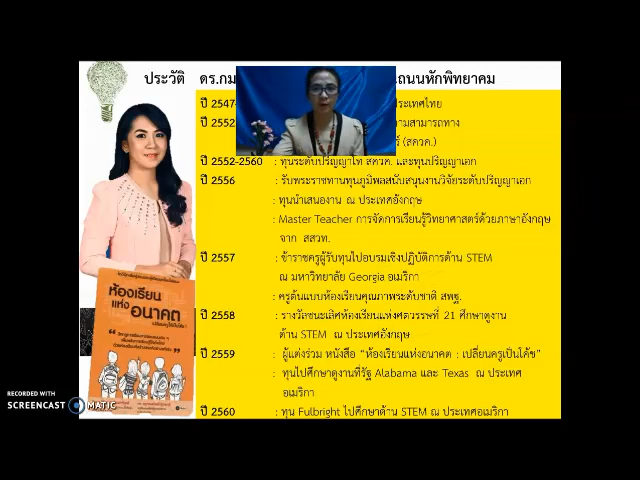 ประวัติ ดร.กม ถนนหักพิทยาคม
ปี 2547- ประเทศไทย
ปี 2552 ามสามารถทาง
ร์ (สควค.)
ปี 2552-2560 : ทุนระดับปริญญาโท สควค. และทุนปริญญาเอก
ปี 2556 : รับพระราชทานทุนภูมิพลสนับสนุนงานวิจัยระดับปริญญาเอก
: ทุนนำเสนองาน ณ ประเทศอังกฤษ
: Master Teacher การจัดการเรียนรู้วิทยาศาสตร์ด้วยภาษาอังกฤษ
จาก สสวท.
ปี 2557 : ข้าราชครูผู้รับทุนไปอบรมเชิงปฏิบัติการด้าน STEM
ณ มหาวิทยาลัย Georgia อเมริกา
: ครูต้นแบบห้องเรียนคุณภาพระดับชาติ สพฐ.
ปี 2558 : รางวัลชนะเลิศห้องเรียนแห่งศตวรรษที่ 21 ศึกษาดูงาน
ด้าน STEM ณ ประเทศอังกฤษ
ปี 2559 : ผู้แต่งร่วม หนังสือ "ห้องเรียนแห่งอนาคต : เปลี่ยนครูเป็นโค้ช"
: ทุนไปศึกษาดูงานที่รัฐ Alabama และ Texas ณ ประเทศ
อเมริกา
ปี 2560 : ทุน Fulbright ไปศึกษาด้าน STEM ณ ประเทศอเมริกา
ห้องเรียน
แห่ง อนาคต
RECORDED WITH
SCREENCAST MATIC